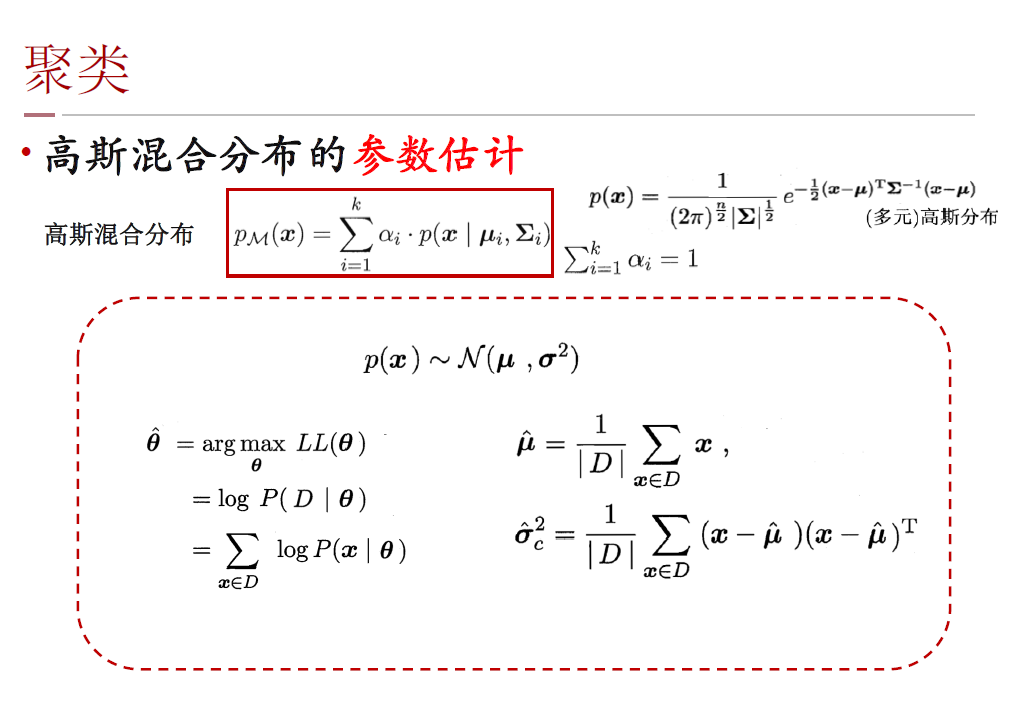 聚类
• 高斯混合分布的参数估计
高斯混合分布
$p_{\mathcal{M}}(\boldsymbol{x}) = \sum_{i=1}^{k} \alpha_i \cdot p(\boldsymbol{x} \mid \boldsymbol{\mu}_i, \boldsymbol{\Sigma}_i)$
$p(\boldsymbol{x}) = \frac{1}{(2\pi)^{\frac{n}{2}} |\boldsymbol{\Sigma}|^{\frac{1}{2}}} e^{-\frac{1}{2}(\boldsymbol{x}-\boldsymbol{\mu})^{\mathrm{T}} \boldsymbol{\Sigma}^{-1} (\boldsymbol{x}-\boldsymbol{\mu})}$
(多元)高斯分布
$\sum_{i=1}^{k} \alpha_i = 1$
$p(\boldsymbol{x}) \sim \mathcal{N}(\boldsymbol{\mu}, \boldsymbol{\sigma}^2)$
$\hat{\boldsymbol{\theta}} = \underset{\boldsymbol{\theta}}{\arg\max}\ LL(\boldsymbol{\theta})$
$= \log P(D \mid \boldsymbol{\theta})$
$= \sum_{\boldsymbol{x} \in D} \log P(\boldsymbol{x} \mid \boldsymbol{\theta})$
$\hat{\boldsymbol{\mu}} = \frac{1}{|D|} \sum_{\boldsymbol{x} \in D} \boldsymbol{x} ,$
$\hat{\boldsymbol{\sigma}}_c^2 = \frac{1}{|D|} \sum_{\boldsymbol{x} \in D} (\boldsymbol{x} - \hat{\boldsymbol{\mu}})(\boldsymbol{x} - \hat{\boldsymbol{\mu}})^{\mathrm{T}}$